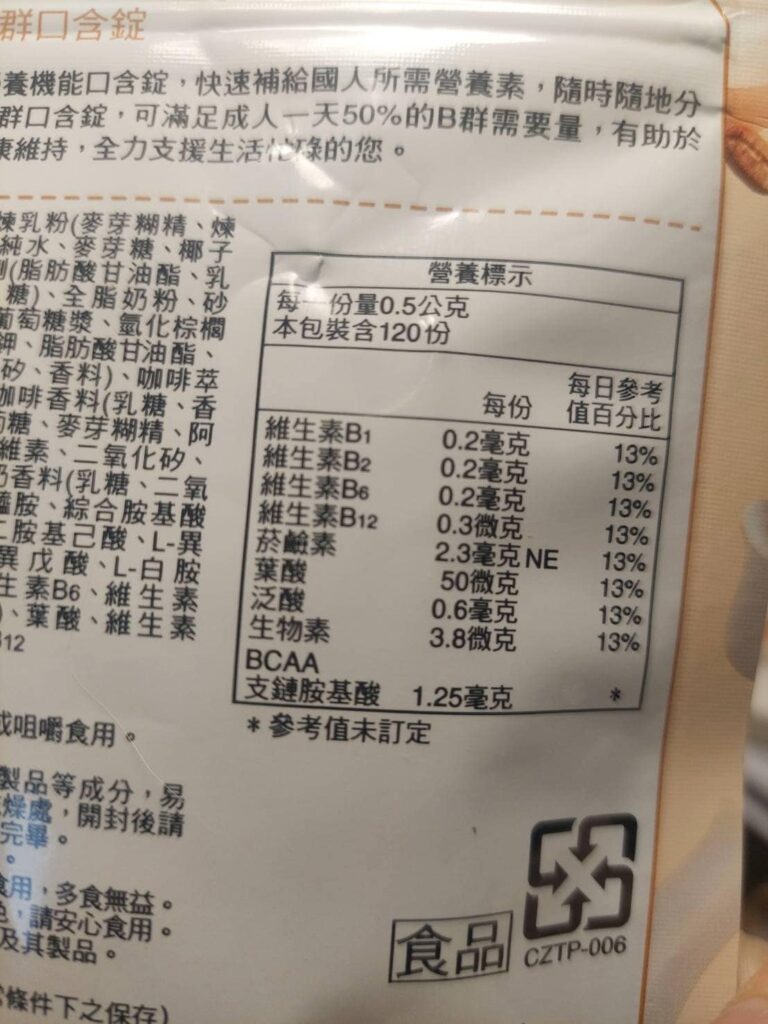 群口含錠
養機能口含錠，快速補給國人所需營養素，隨時隨地分
群口含錠，可滿足成人一天50%的B群需要量，有助於
康維持，全力支援生活忙碌的您。
煉乳粉(麥芽糊精、煉
純水、麥芽糖、椰子
(脂肪酸甘油酯、乳
糖)、全脂奶粉、砂
葡萄糖漿、氫化棕櫚
鉀、脂肪酸甘油酯、
矽、香料)、咖啡萃
咖啡香料(乳糖、香
糖、麥芽糊精、阿
維素、二氧化矽、
奶香料(乳糖、二氧
鹽胺、綜合胺基酸
二胺基己酸、L-異
異戊酸、L-白胺
生素B6、維生素
)、葉酸、維生素
12
或咀嚼食用。
製品等成分，易
燥處，開封後請
完畢。
。
食用，多食無益。
色，請安心食用。
及其製品。
條件下之保存)
營養標示
每一份量0.5公克
本包裝含120份
每份 每日參考值百分比
維生素B1 0.2毫克 13%
維生素B2 0.2毫克 13%
維生素B6 0.2毫克 13%
維生素B12 0.3微克 13%
菸鹼素 2.3毫克NE 13%
葉酸 50微克 13%
泛酸 0.6毫克 13%
生物素 3.8微克 13%
BCAA
支鏈胺基酸 1.25毫克 *
* 參考值未訂定
食品
CZTP-006